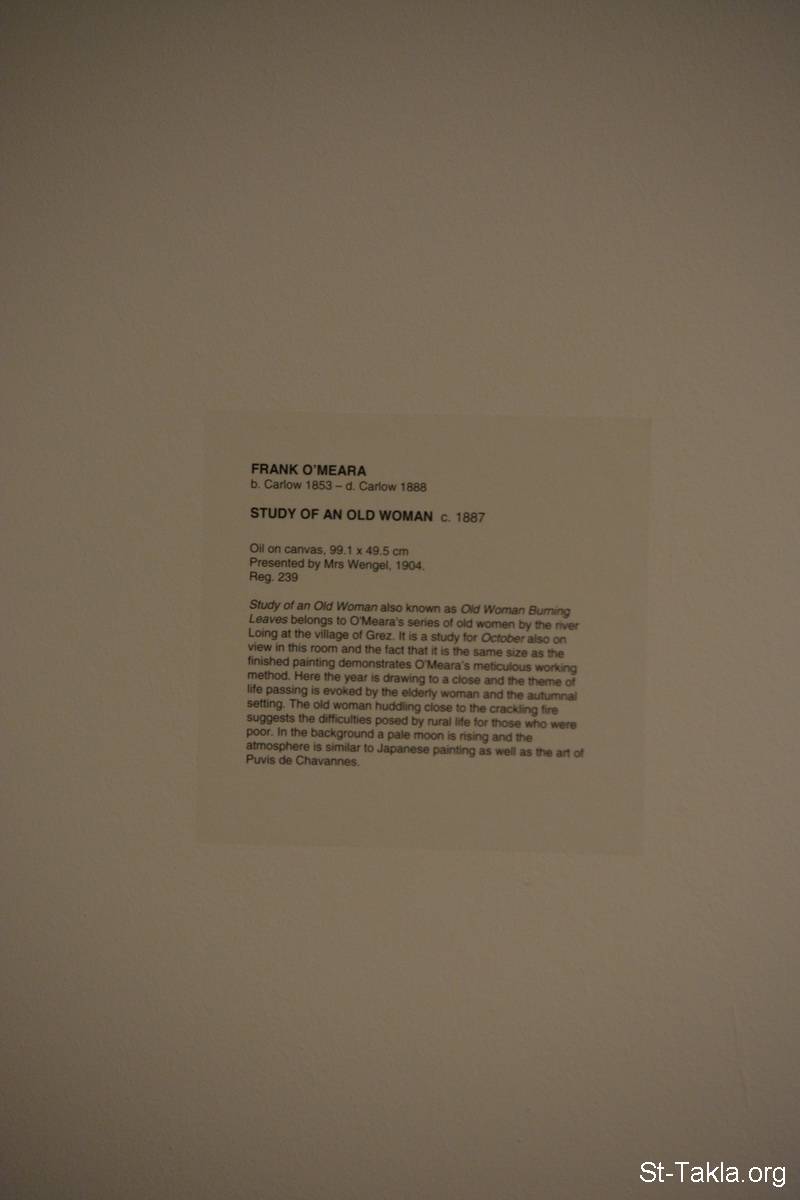 FRANK O'MEARA
b. Carlow 1853 – d. Carlow 1888
STUDY OF AN OLD WOMAN c. 1887
Oil on canvas, 99.1 x 49.5 cm
Presented by Mrs Wengel, 1904.
Reg. 239
Study of an Old Woman also known as Old Woman Burning
Leaves belongs to O'Meara's series of old women by the river
Loing at the village of Grez. It is a study for October also on
view in this room and the fact that it is the same size as the
finished painting demonstrates O'Meara's meticulous working
method. Here the year is drawing to a close and the theme of
life passing is evoked by the elderly woman and the autumnal
setting. The old woman huddling close to the crackling fire
suggests the difficulties posed by rural life for those who were
poor. In the background a pale moon is rising and the
atmosphere is similar to Japanese painting as well as the art of
Puvis de Chavannes.
St-Takla.org